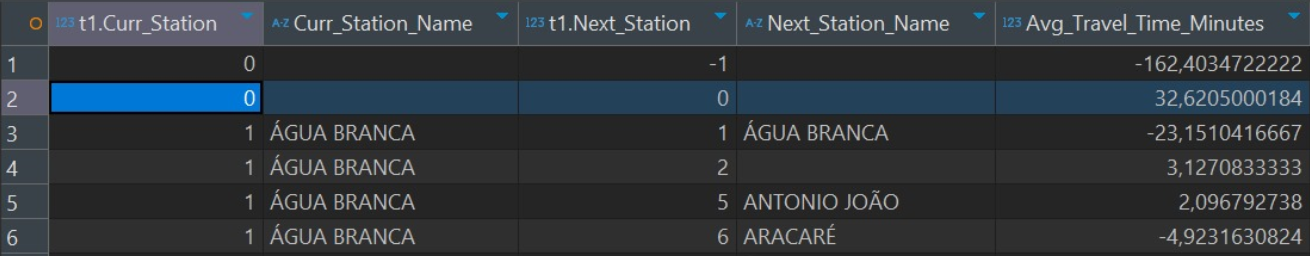 123 t1.Curr_Station A-Z Curr_Station_Name 123 t1.Next_Station A-Z Next_Station_Name 123 Avg_Travel_Time_Minutes
1 0 -1 -162,4034722222
2 0 0 32,6205000184
3 1 ÁGUA BRANCA 1 ÁGUA BRANCA -23,1510416667
4 1 ÁGUA BRANCA 2 3,1270833333
5 1 ÁGUA BRANCA 5 ANTONIO JOÃO 2,096792738
6 1 ÁGUA BRANCA 6 ARACARÉ -4,9231630824